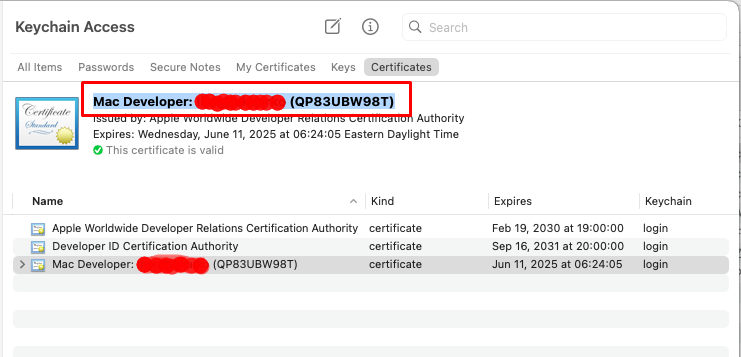 Keychain Access
Search
All Items Passwords Secure Notes My Certificates Keys Certificates
Certificate
Standard
Mac Developer: (QP83UBW98T)
Issued by: Apple Worldwide Developer Relations Certification Authority
Expires: Wednesday, June 11, 2025 at 06:24:05 Eastern Daylight Time
This certificate is valid
Name Kind Expires Keychain
Apple Worldwide Developer Relations Certification Authority certificate Feb 19, 2030 at 19:00:00 login
Developer ID Certification Authority certificate Sep 16, 2031 at 20:00:00 login
Mac Developer: (QP83UBW98T) certificate Jun 11, 2025 at 06:24:05 login